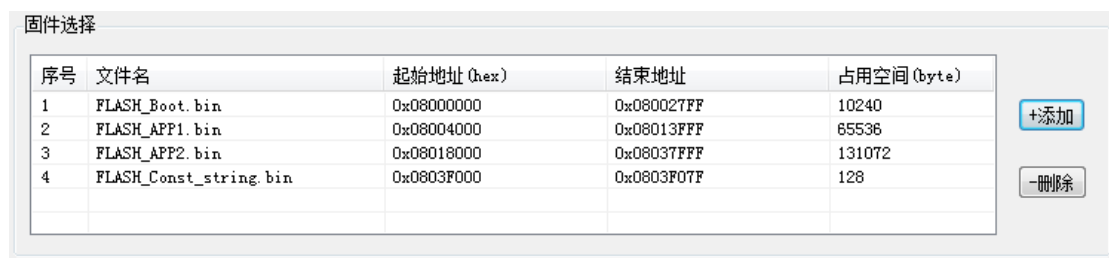 固件选择
序号 文件名 起始地址(hex) 结束地址 占用空间(byte)
1 FLASH_Boot.bin 0x08000000 0x080027FF 10240
2 FLASH_APP1.bin 0x08004000 0x08013FFF 65536
3 FLASH_APP2.bin 0x08018000 0x08037FFF 131072
4 FLASH_Const_string.bin 0x0803F000 0x0803F07F 128
+添加
-删除